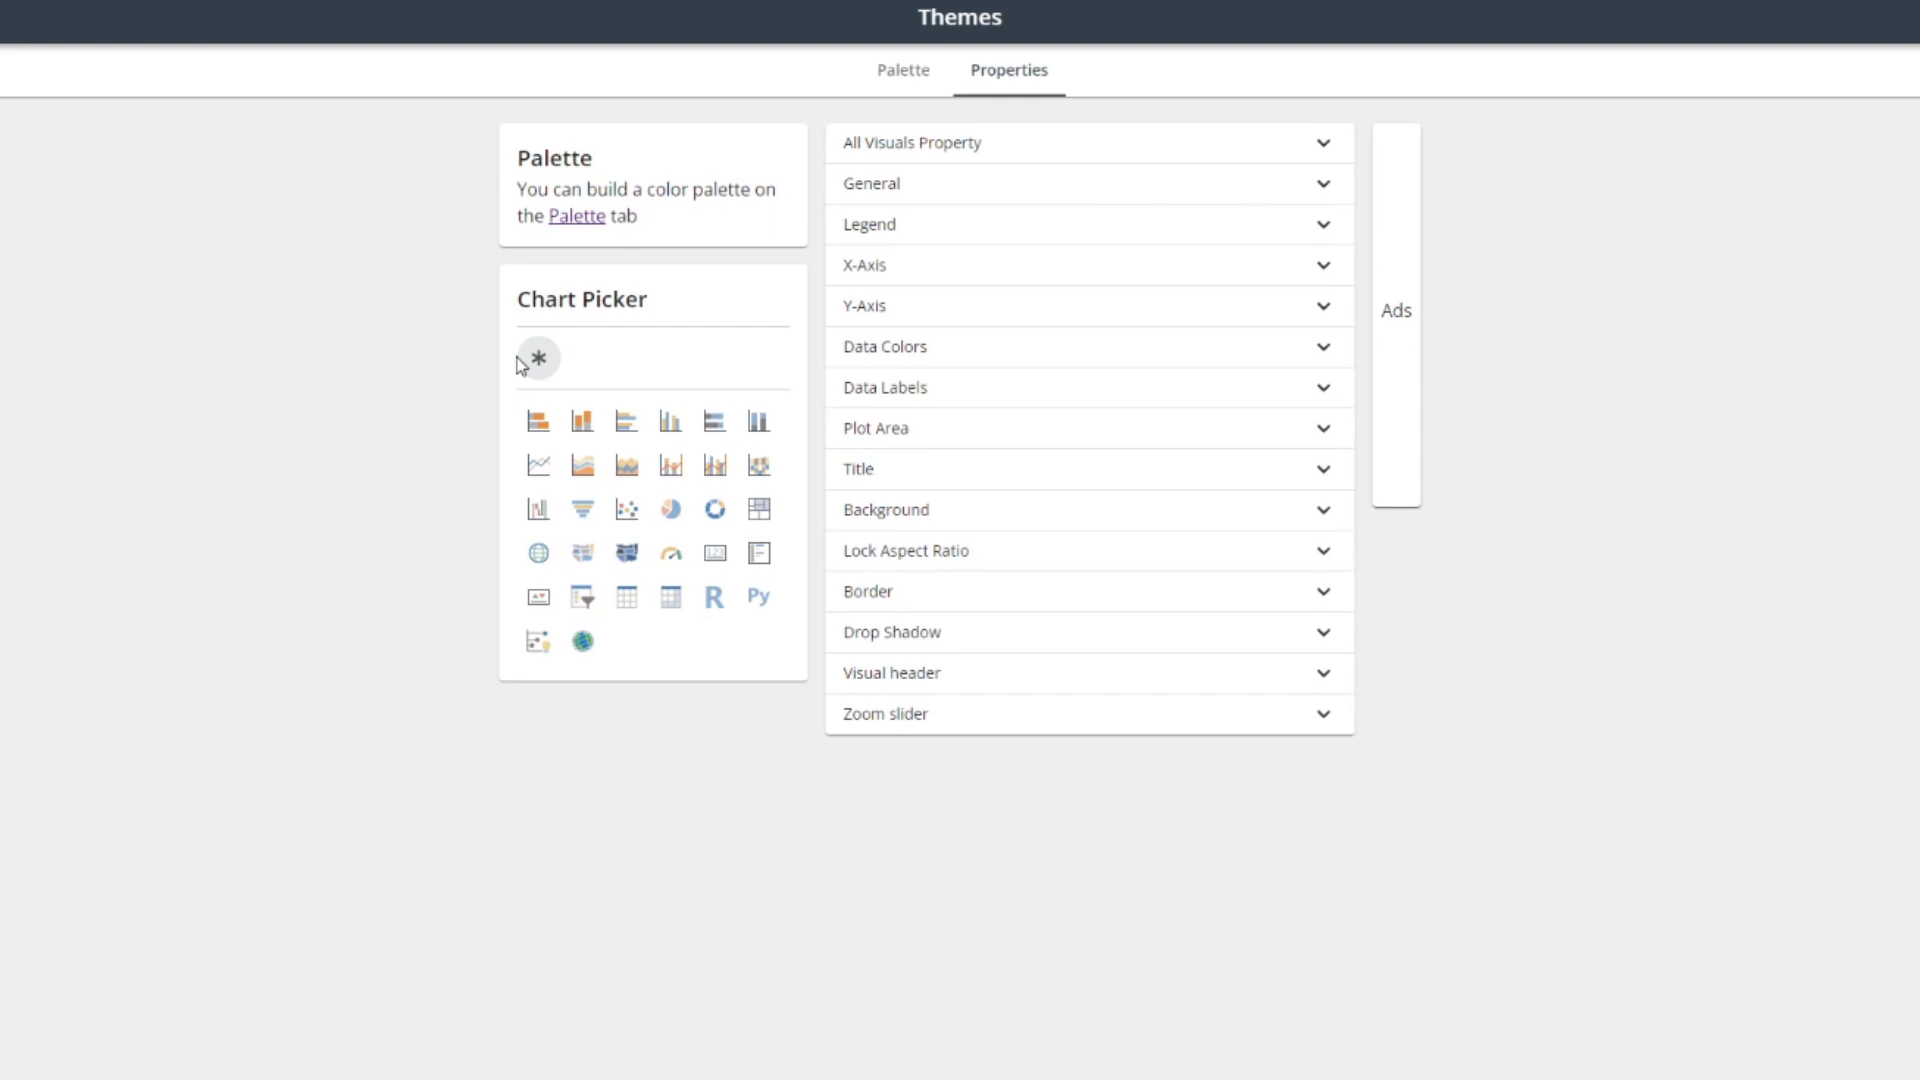 Themes
Palette
Properties
Palette
You can build a color palette on
the Palette tab
Chart Picker
*
123
R
Py
All Visuals Property
General
Legend
X-Axis
Y-Axis
Data Colors
Data Labels
Plot Area
Title
Background
Lock Aspect Ratio
Border
Drop Shadow
Visual header
Zoom slider
Ads